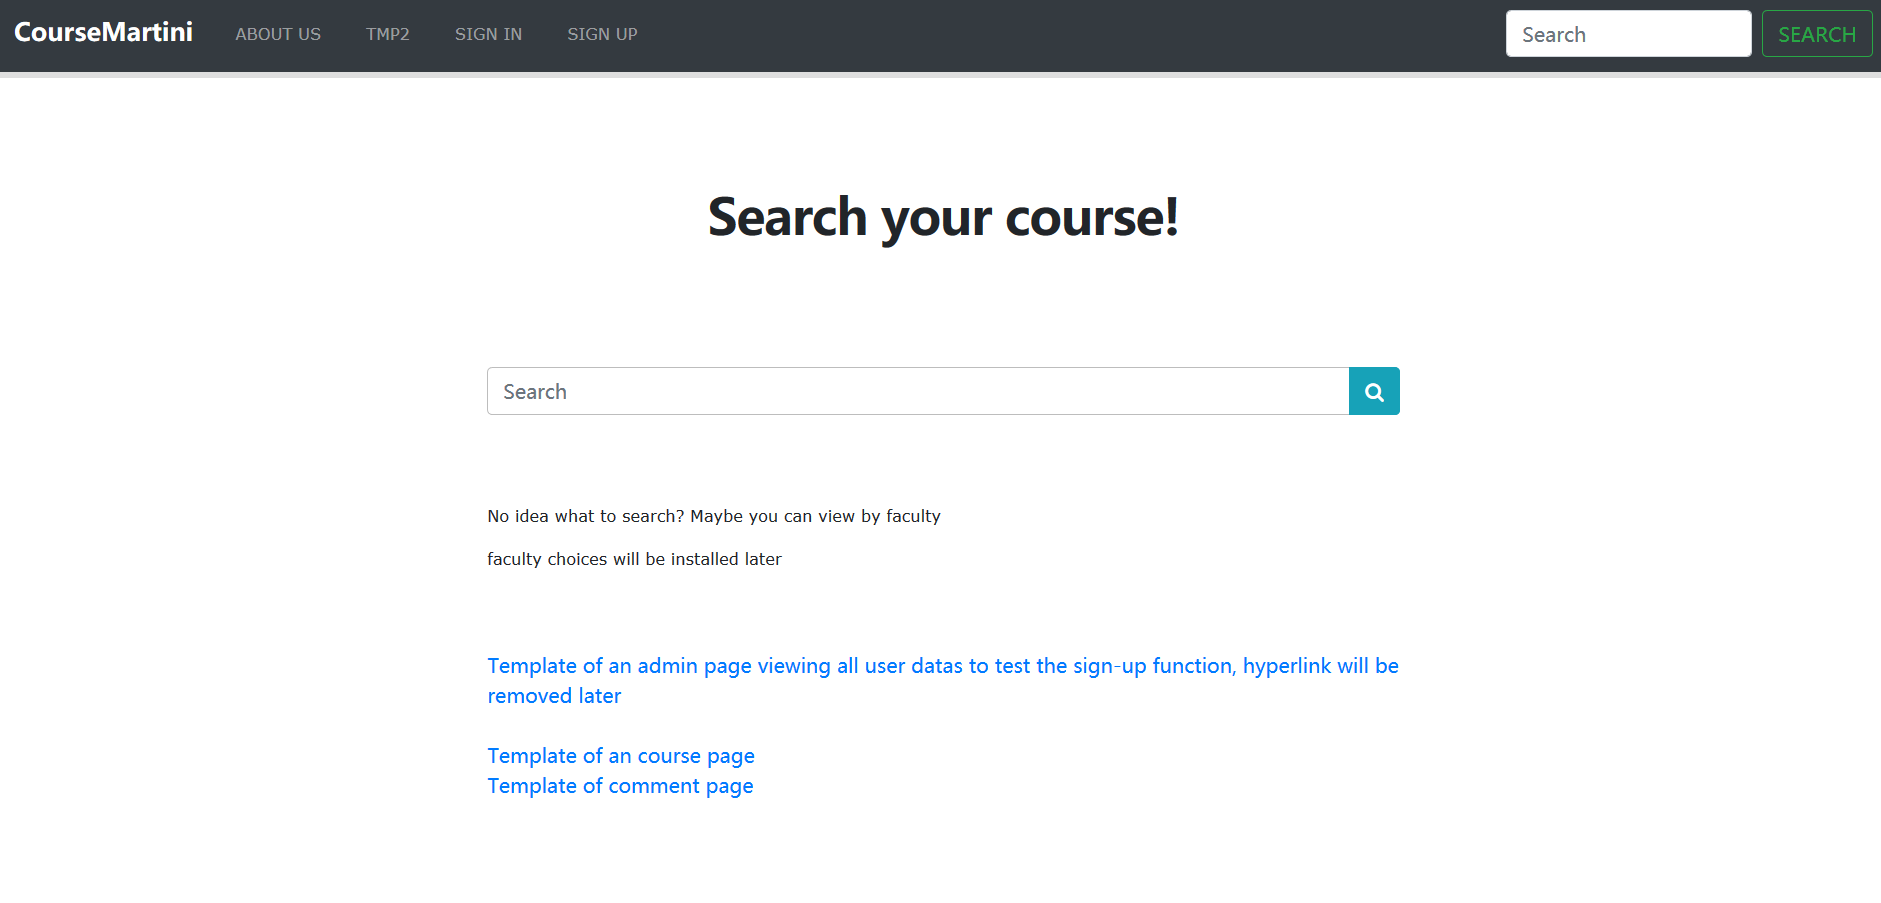 CourseMartini ABOUT US TMP2 SIGN IN SIGN UP Search SEARCH
Search your course!
Search
No idea what to search? Maybe you can view by faculty
faculty choices will be installed later
Template of an admin page viewing all user datas to test the sign-up function, hyperlink will be
removed later
Template of an course page
Template of comment page